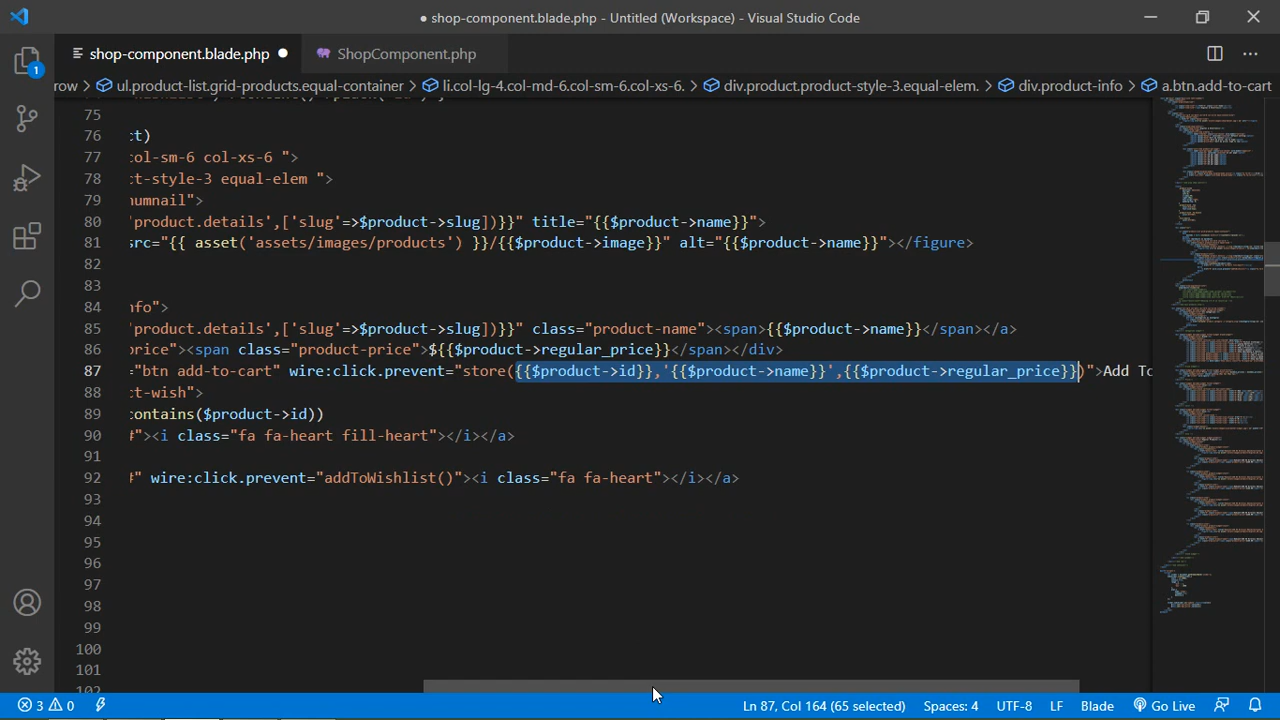 ● shop-component.blade.php - Untitled (Workspace) - Visual Studio Code
shop-component.blade.php ● ShopComponent.php
row > ul.product-list.grid-products.equal-container > li.col-lg-4.col-md-6.col-sm-6.col-xs-6. > div.product.product-style-3.equal-elem. > div.product-info > a.btn.add-to-cart
75
76 ct)
77 col-sm-6 col-xs-6 ">
78 ct-style-3 equal-elem ">
79 humnail">
80 'product.details',['slug'=>$product->slug])}}" title="{{$product->name}}">
81 src="{{ asset('assets/images/products') }}/{{$product->image}}" alt="{{$product->name}}"></figure>
82
83
84 nfo">
85 'product.details',['slug'=>$product->slug])}}" class="product-name"><span>{{$product->name}}</span></a>
86 price"><span class="product-price">${{$product->regular_price}}</span></div>
87 ="btn add-to-cart" wire:click.prevent="store({{$product->id}},'{{$product->name}}',{{$product->regular_price}})">Add To
88 ct-wish">
89 contains($product->id))
90 #"><i class="fa fa-heart fill-heart"></i></a>
91
92 #" wire:click.prevent="addToWishlist()"><i class="fa fa-heart"></i></a>
93
94
95
96
97
98
99
100
101
102
1
3 0 Ln 87, Col 164 (65 selected) Spaces: 4 UTF-8 LF Blade Go Live